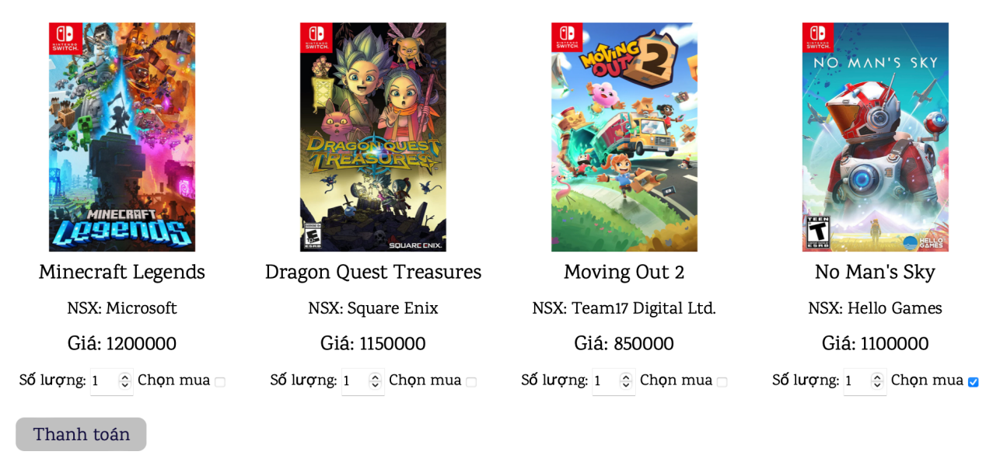 NINTENDO SWITCH.
MINECRAFT
Legends
NINTENDO SWITCH.
DRAGON QUEST
TREASURES
EVERYONE 10+
E
ESRB
SQUARE ENIX.
NINTENDO SWITCH.
MOVING
OUT 2
NINTENDO SWITCH.
NO MAN'S SKY
TEEN
T
ESRB
HELLO
GAMES
Minecraft Legends
Dragon Quest Treasures
Moving Out 2
No Man's Sky
NSX: Microsoft
NSX: Square Enix
NSX: Team17 Digital Ltd.
NSX: Hello Games
Giá: 1200000
Giá: 1150000
Giá: 850000
Giá: 1100000
Số lượng: 1 Chọn mua
Số lượng: 1 Chọn mua
Số lượng: 1 Chọn mua
Số lượng: 1 Chọn mua
Thanh toán